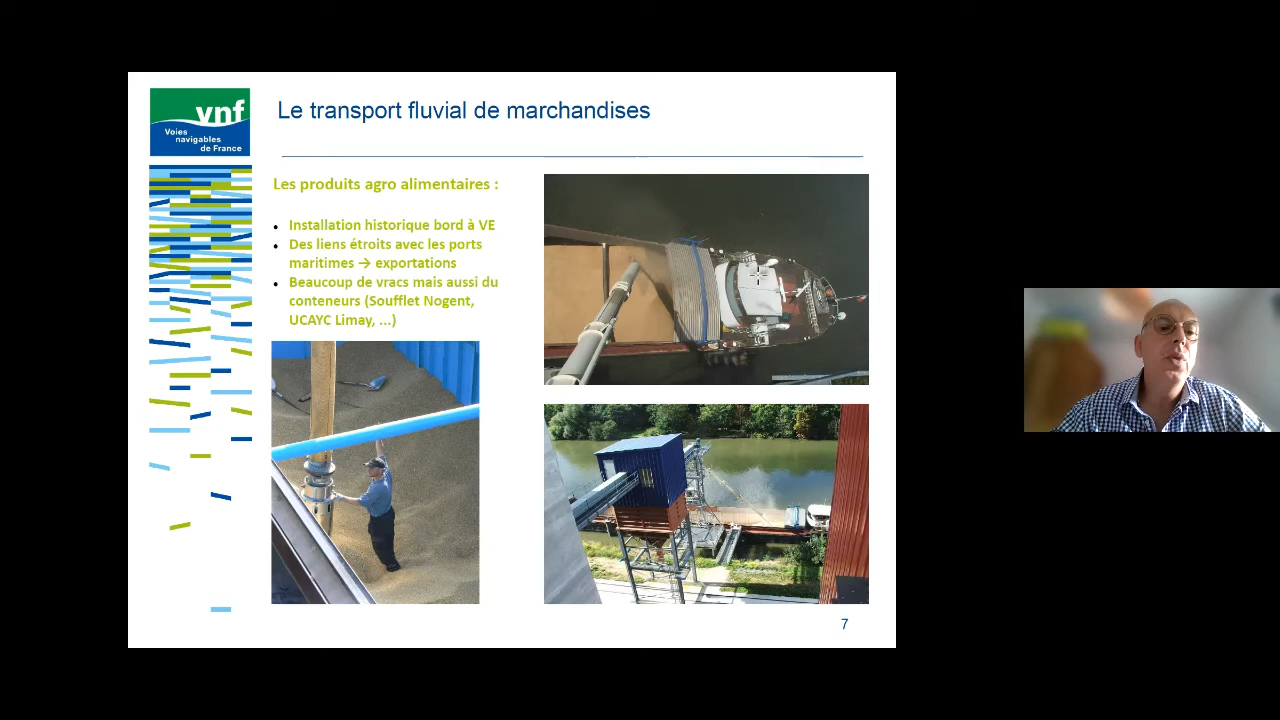 vnf
Voies
navigables
de France
Le transport fluvial de marchandises
Les produits agro alimentaires :
• Installation historique bord à VE
• Des liens étroits avec les ports
maritimes → exportations
• Beaucoup de vracs mais aussi du
conteneurs (Soufflet Nogent,
UCAYC Limay, ...)
7